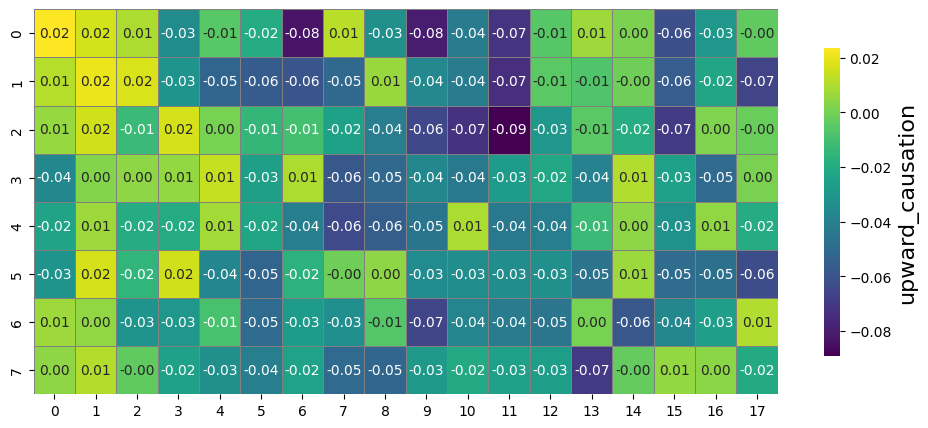 0 0.02 0.02 0.01 -0.03 -0.01 -0.02 -0.08 0.01 -0.03 -0.08 -0.04 -0.07 -0.01 0.01 0.00 -0.06 -0.03 -0.00
1 0.01 0.02 0.02 -0.03 -0.05 -0.06 -0.06 -0.05 0.01 -0.04 -0.04 -0.07 -0.01 -0.01 -0.00 -0.06 -0.02 -0.07
2 0.01 0.02 -0.01 0.02 0.00 -0.01 -0.01 -0.02 -0.04 -0.06 -0.07 -0.09 -0.03 -0.01 -0.02 -0.07 0.00 -0.00
3 -0.04 0.00 0.00 0.01 0.01 -0.03 0.01 -0.06 -0.05 -0.04 -0.04 -0.03 -0.02 -0.04 0.01 -0.03 -0.05 0.00
4 -0.02 0.01 -0.02 -0.02 0.01 -0.02 -0.04 -0.06 -0.06 -0.05 0.01 -0.04 -0.04 -0.01 0.00 -0.03 0.01 -0.02
5 -0.03 0.02 -0.02 0.02 -0.04 -0.05 -0.02 -0.00 0.00 -0.03 -0.03 -0.03 -0.03 -0.05 0.01 -0.05 -0.05 -0.06
6 0.01 0.00 -0.03 -0.03 -0.01 -0.05 -0.03 -0.03 -0.01 -0.07 -0.04 -0.04 -0.05 0.00 -0.06 -0.04 -0.03 0.01
7 0.00 0.01 -0.00 -0.02 -0.03 -0.04 -0.02 -0.05 -0.05 -0.03 -0.02 -0.03 -0.03 -0.07 -0.00 0.01 0.00 -0.02
0 1 2 3 4 5 6 7 8 9 10 11 12 13 14 15 16 17
0.02
0.00
−0.02
−0.04
−0.06
−0.08
upward_causation